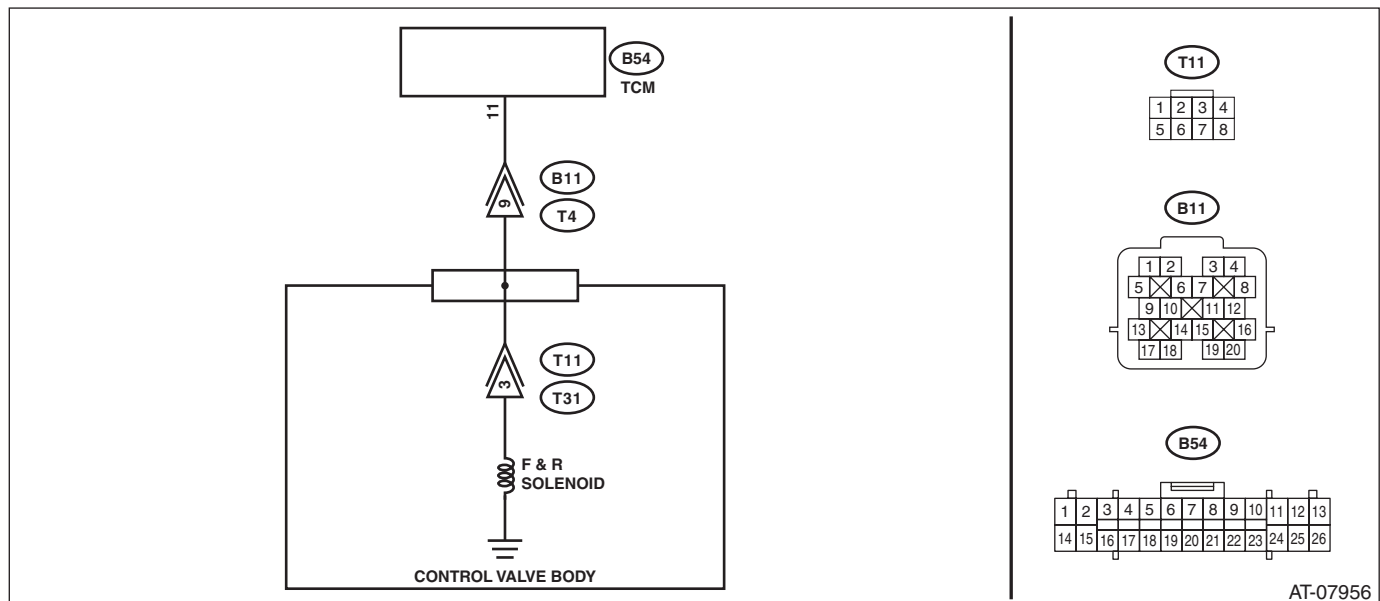 B54
TCM
11
B11
9
T4
T11
3
T31
F & R
SOLENOID
CONTROL VALVE BODY
T11
1 2 3 4
5 6 7 8
B11
1 2 3 4
5 6 7 8
9 10 11 12
13 14 15 16
17 18 19 20
B54
1 2 3 4 5 6 7 8 9 10 11 12 13
14 15 16 17 18 19 20 21 22 23 24 25 26
AT-07956